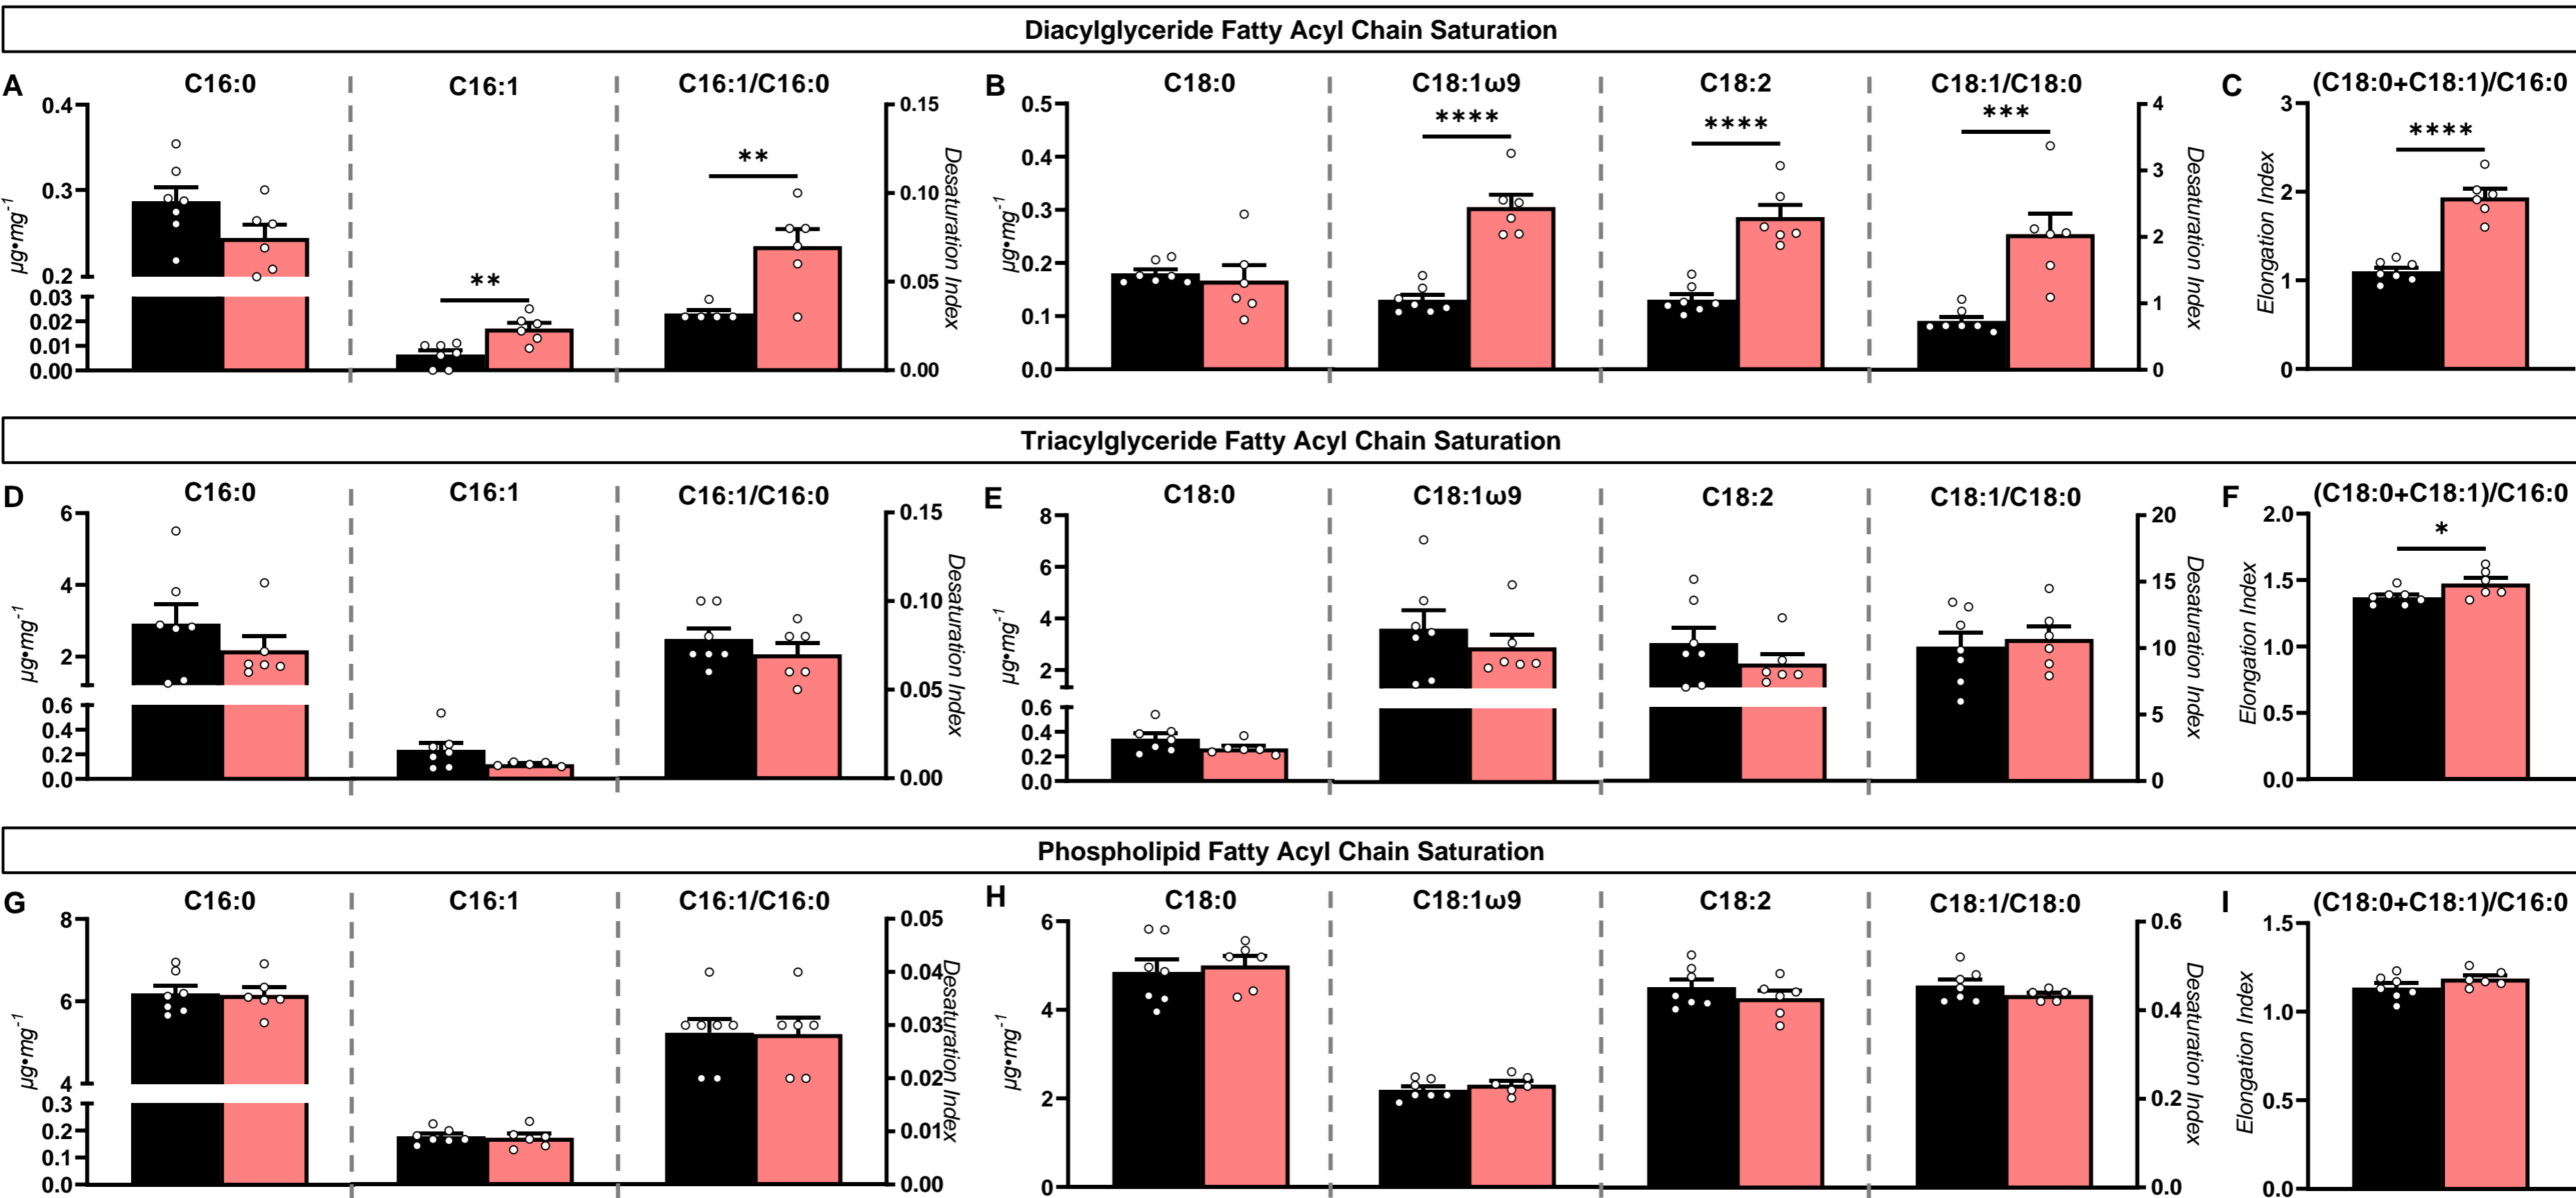 Diacylglyceride Fatty Acyl Chain Saturation
A
C16:0
C16:1
C16:1/C16:0
µg•mg-1
0.4
0.3
0.2
0.03
0.02
0.01
0.00
**
**
0.15
0.10
0.05
0.00
Desaturation Index
B
C18:0
C18:1ω9
C18:2
C18:1/C18:0
µg•mg-1
0.5
0.4
0.3
0.2
0.1
0.0
****
****
***
4
3
2
1
0
Desaturation Index
C
(C18:0+C18:1)/C16:0
Elongation Index
3
2
1
0
****
Triacylglyceride Fatty Acyl Chain Saturation
D
C16:0
C16:1
C16:1/C16:0
µg•mg-1
6
4
2
0.6
0.4
0.2
0.0
0.15
0.10
0.05
0.00
Desaturation Index
E
C18:0
C18:1ω9
C18:2
C18:1/C18:0
µg•mg-1
8
6
4
2
0.6
0.4
0.2
0.0
20
15
10
5
0
Desaturation Index
F
(C18:0+C18:1)/C16:0
Elongation Index
2.0
1.5
1.0
0.5
0.0
*
Phospholipid Fatty Acyl Chain Saturation
G
C16:0
C16:1
C16:1/C16:0
µg•mg-1
8
6
4
0.3
0.2
0.1
0.0
0.05
0.04
0.03
0.02
0.01
0.00
Desaturation Index
H
C18:0
C18:1ω9
C18:2
C18:1/C18:0
µg•mg-1
6
4
2
0
0.6
0.4
0.2
0.0
Desaturation Index
I
(C18:0+C18:1)/C16:0
Elongation Index
1.5
1.0
0.5
0.0